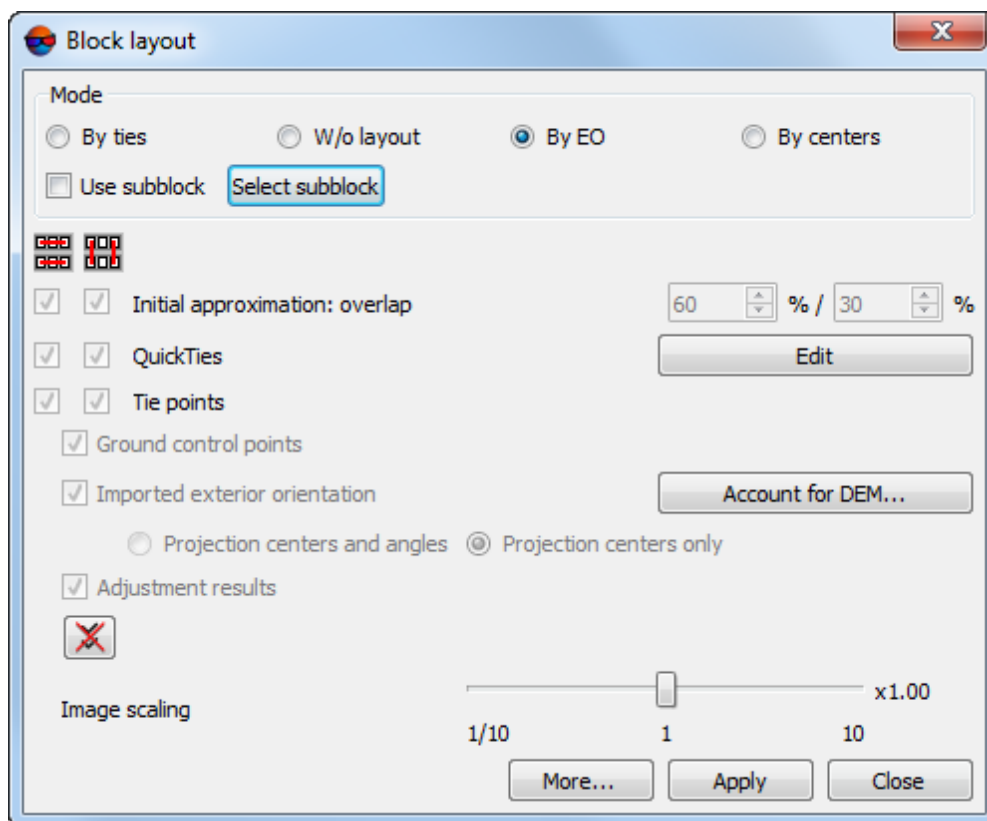 Block layout
Mode
By ties W/o layout By EO By centers
Use subblock Select subblock
Initial approximation: overlap 60 % / 30 %
QuickTies Edit
Tie points
Ground control points
Imported exterior orientation Account for DEM...
Projection centers and angles Projection centers only
Adjustment results
Image scaling x1.00
1/10 1 10
More... Apply Close